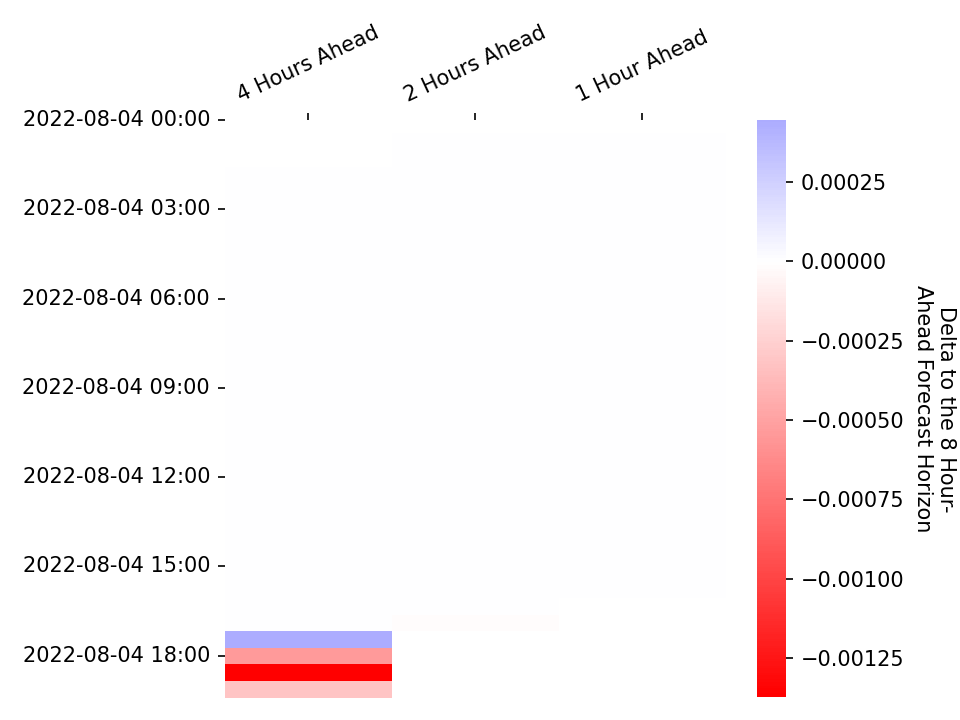 4 Hours Ahead
2 Hours Ahead
1 Hour Ahead
2022-08-04 00:00
2022-08-04 03:00
2022-08-04 06:00
2022-08-04 09:00
2022-08-04 12:00
2022-08-04 15:00
2022-08-04 18:00
0.00025
0.00000
−0.00025
−0.00050
−0.00075
−0.00100
−0.00125
Delta to the 8 Hour-
Ahead Forecast Horizon